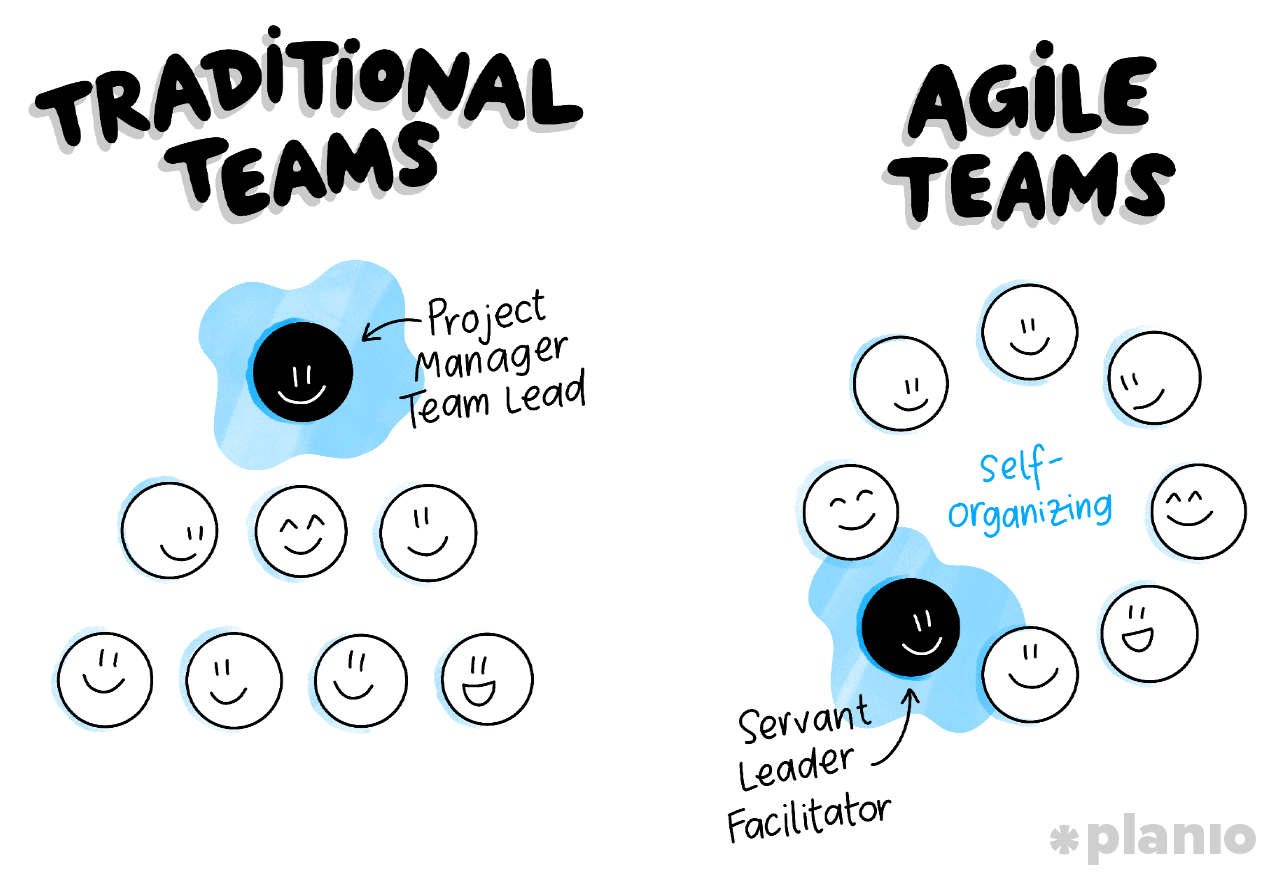 TRADiTiONAL
TEAMS
Project
Manager
Team Lead
AGiLE
TEAMS
Self-
Organizing
Servant
Leader
Facilitator
*planio